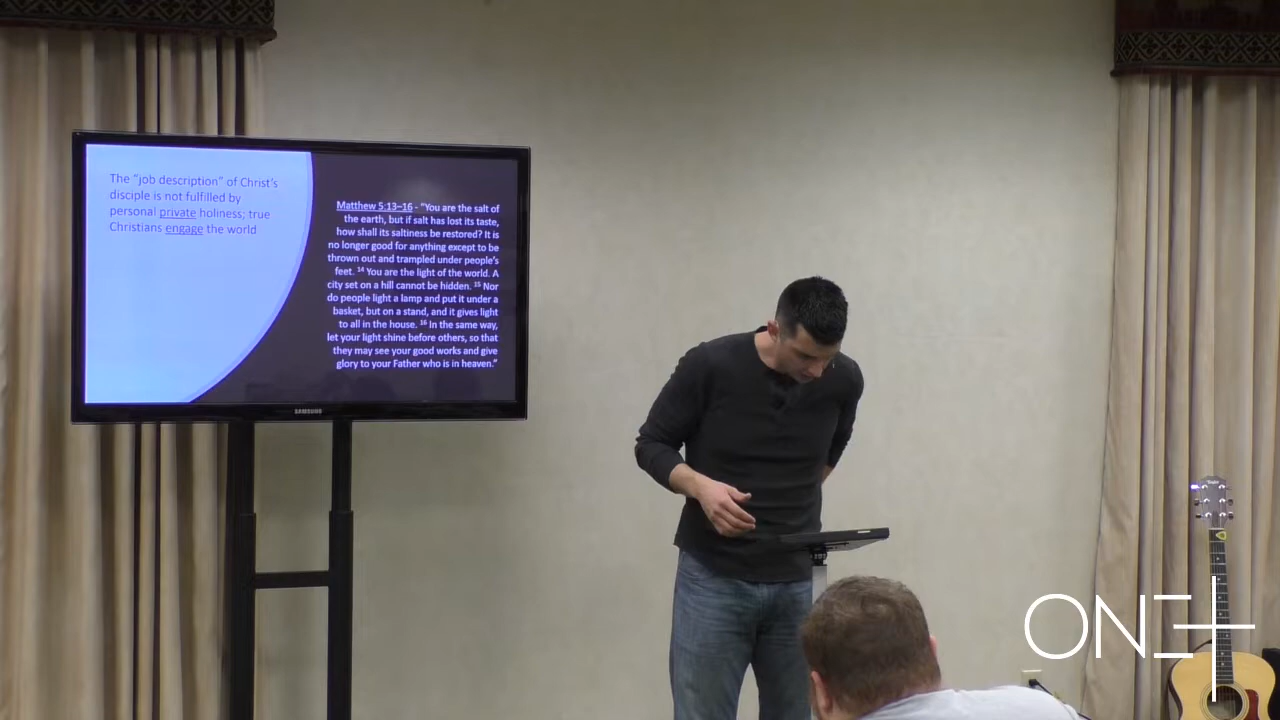 The “job description” of Christ’s
disciple is not fulfilled by
personal private holiness; true
Christians engage the world
Matthew 5:13–16 - “You are the salt of
the earth, but if salt has lost its taste,
how shall its saltiness be restored? It is
no longer good for anything except to be
thrown out and trampled under people’s
feet. ¹⁴ You are the light of the world. A
city set on a hill cannot be hidden. ¹⁵ Nor
do people light a lamp and put it under a
basket, but on a stand, and it gives light
to all in the house. ¹⁶ In the same way,
let your light shine before others, so that
they may see your good works and give
glory to your Father who is in heaven.”
SAMSUNG
Taylor
ONE